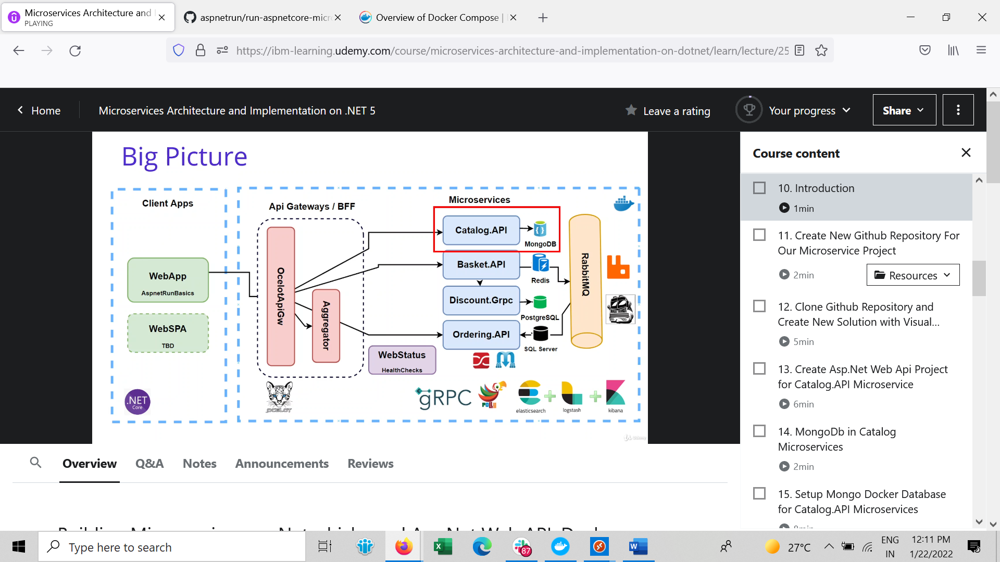 Microservices Architecture and I
PLAYING
aspnetrun/run-aspnetcore-micr
Overview of Docker Compose |
https://ibm-learning.udemy.com/course/microservices-architecture-and-implementation-on-dotnet/learn/lecture/25
Home
Microservices Architecture and Implementation on .NET 5
Leave a rating
Your progress
Share
Big Picture
Client Apps
WebApp
AspnetRunBasics
WebSPA
TBD
.NET
Core
Api Gateways / BFF
OcelotApiGw
Aggregator
OCELOT
Microservices
Catalog.API
MongoDB
Basket.API
Redis
Discount.Grpc
PostgreSQL
Ordering.API
SQL Server
WebStatus
HealthChecks
RabbitMQ
MASS TRANSIT
gRPC
POLLY
elasticsearch
logstash
kibana
Udemy
Course content
10. Introduction
1min
11. Create New Github Repository For
Our Microservice Project
2min
Resources
12. Clone Github Repository and
Create New Solution with Visual...
5min
13. Create Asp.Net Web Api Project
for Catalog.API Microservice
6min
14. MongoDb in Catalog
Microservices
2min
15. Setup Mongo Docker Database
for Catalog.API Microservices
Overview
Q&A
Notes
Announcements
Reviews
Type here to search
87
27°C
ENG
IN
12:11 PM
1/22/2022